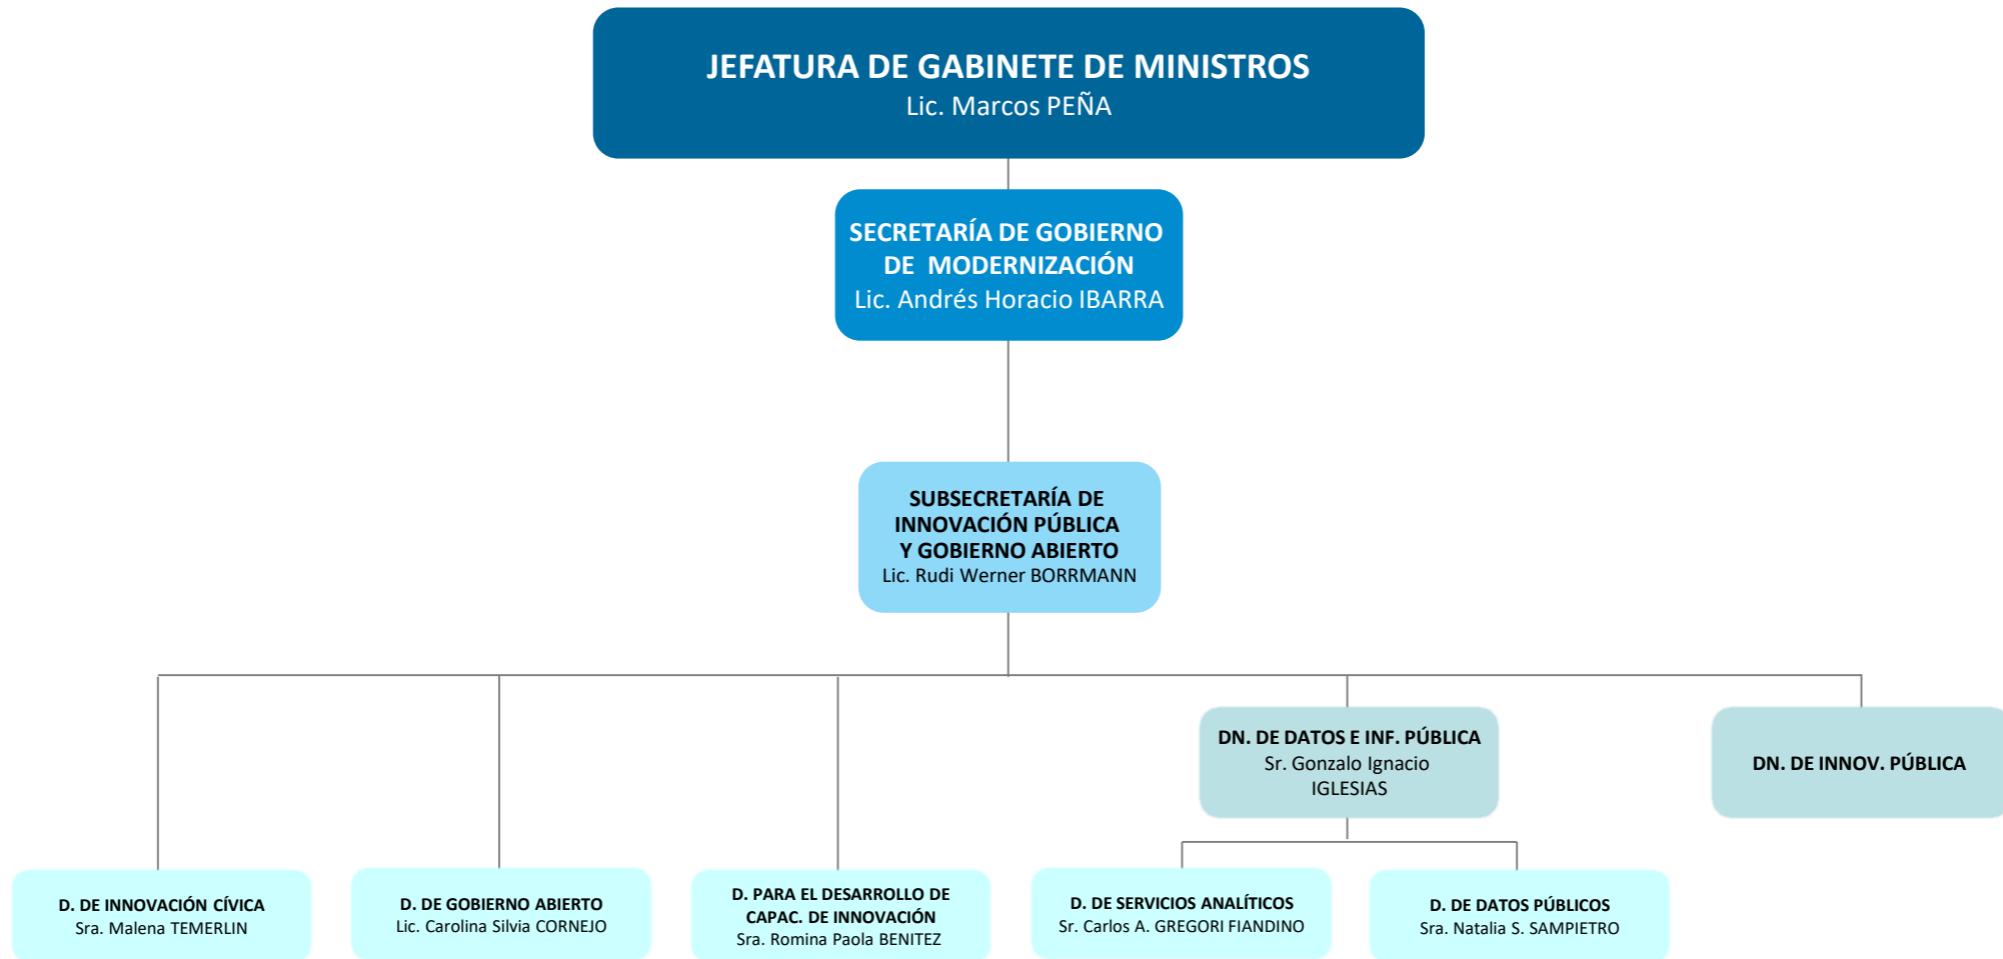 JEFATURA DE GABINETE DE MINISTROS
Lic. Marcos PEÑA
SECRETARÍA DE GOBIERNO
DE MODERNIZACIÓN
Lic. Andrés Horacio IBARRA
SUBSECRETARÍA DE
INNOVACIÓN PÚBLICA
Y GOBIERNO ABIERTO
Lic. Rudi Werner BORRMANN
DN. DE DATOS E INF. PÚBLICA
Sr. Gonzalo Ignacio
IGLESIAS
DN. DE INNOV. PÚBLICA
D. DE INNOVACIÓN CÍVICA
Sra. Malena TEMERLIN
D. DE GOBIERNO ABIERTO
Lic. Carolina Silvia CORNEJO
D. PARA EL DESARROLLO DE
CAPAC. DE INNOVACIÓN
Sra. Romina Paola BENITEZ
D. DE SERVICIOS ANALÍTICOS
Sr. Carlos A. GREGORI FIANDINO
D. DE DATOS PÚBLICOS
Sra. Natalia S. SAMPIETRO